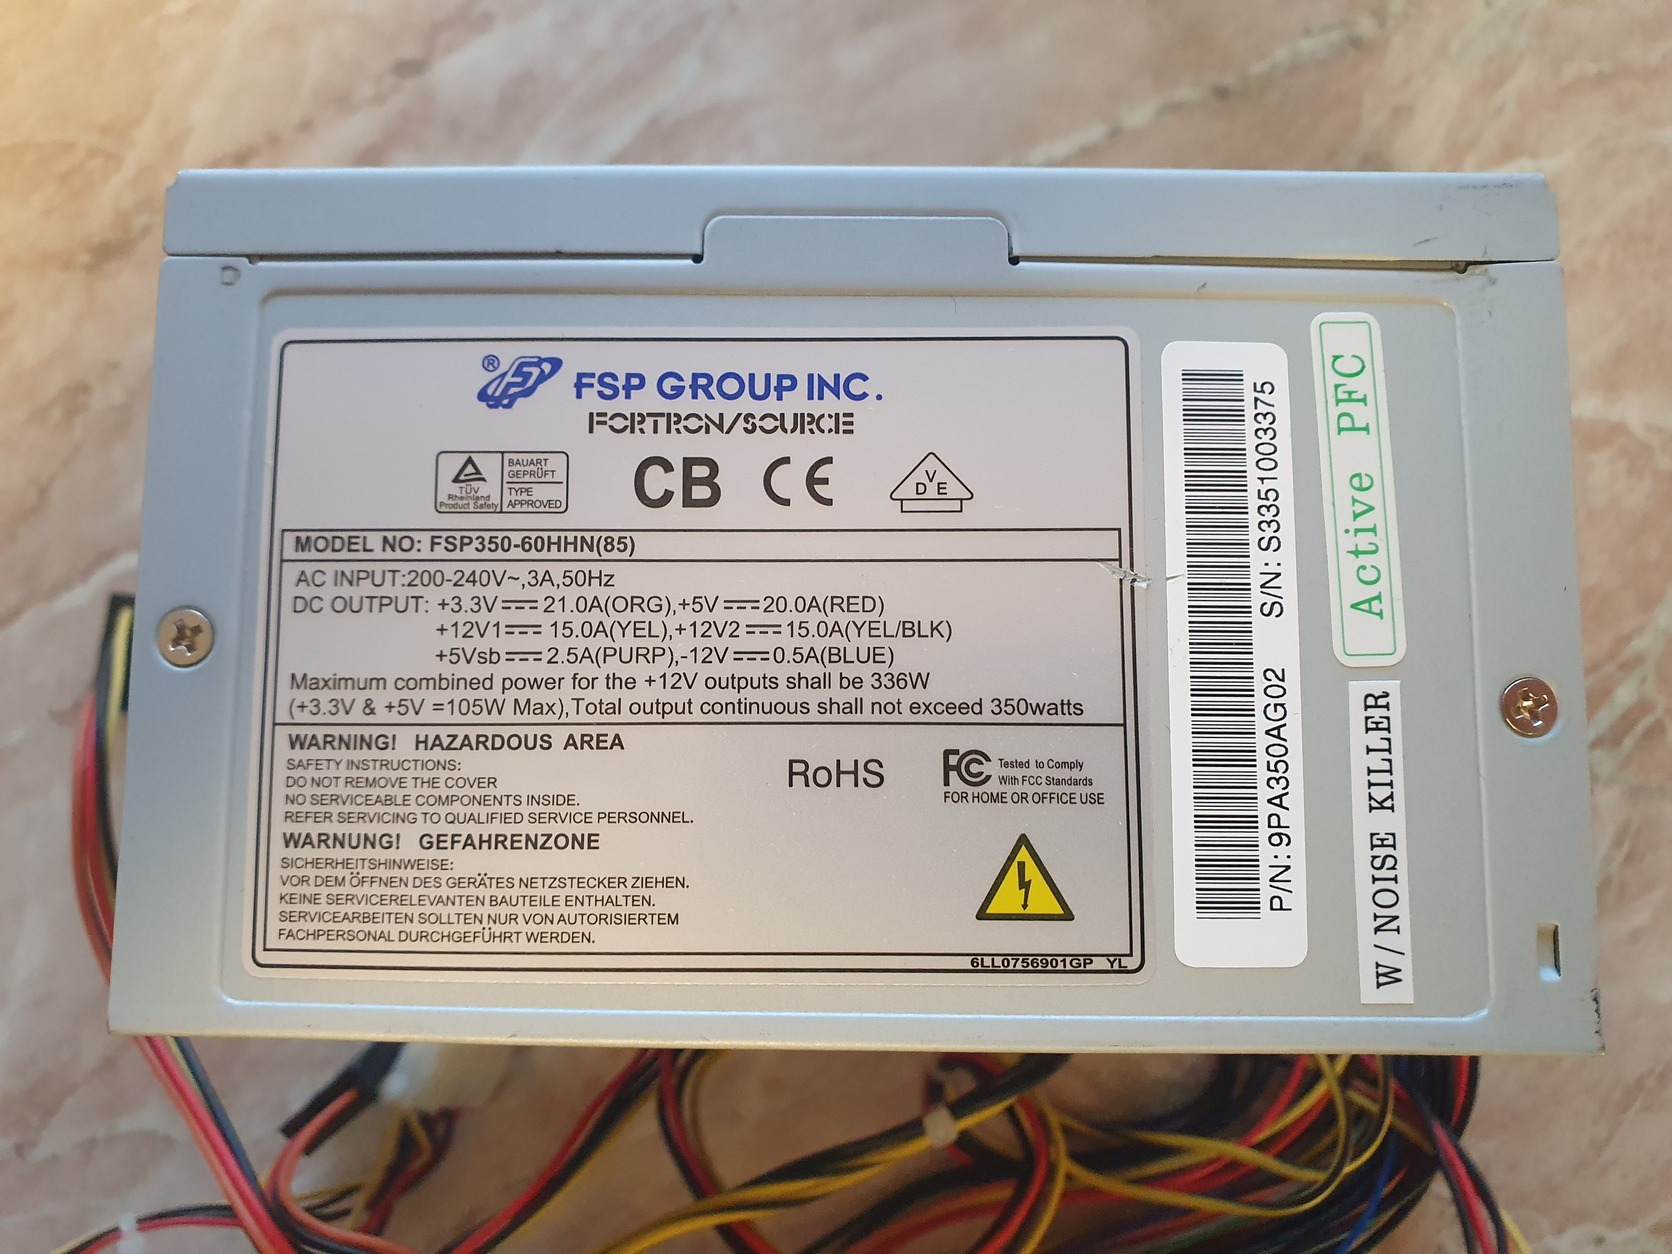 ® FSP GROUP INC.
FORTRON/SOURCE
TÜV
Rheinland
Product Safety
BAUART
GEPRÜFT
TYPE
APPROVED
CB CE
VDE
MODEL NO: FSP350-60HHN(85)
AC INPUT:200-240V~,3A,50Hz
DC OUTPUT: +3.3V⎓21.0A(ORG),+5V⎓20.0A(RED)
+12V1⎓15.0A(YEL),+12V2⎓15.0A(YEL/BLK)
+5Vsb⎓2.5A(PURP),-12V⎓0.5A(BLUE)
Maximum combined power for the +12V outputs shall be 336W
(+3.3V & +5V =105W Max),Total output continuous shall not exceed 350watts
WARNING! HAZARDOUS AREA
SAFETY INSTRUCTIONS:
DO NOT REMOVE THE COVER
NO SERVICEABLE COMPONENTS INSIDE.
REFER SERVICING TO QUALIFIED SERVICE PERSONNEL.
WARNUNG! GEFAHRENZONE
SICHERHEITSHINWEISE:
VOR DEM ÖFFNEN DES GERÄTES NETZSTECKER ZIEHEN.
KEINE SERVICERELEVANTEN BAUTEILE ENTHALTEN.
SERVICEARBEITEN SOLLTEN NUR VON AUTORISIERTEM
FACHPERSONAL DURCHGEFÜHRT WERDEN.
RoHS
FC Tested to Comply
With FCC Standards
FOR HOME OR OFFICE USE
6LL0756901GP YL
P/N: 9PA350AG02 S/N: S3351003375
Active PFC
W/NOISE KILLER